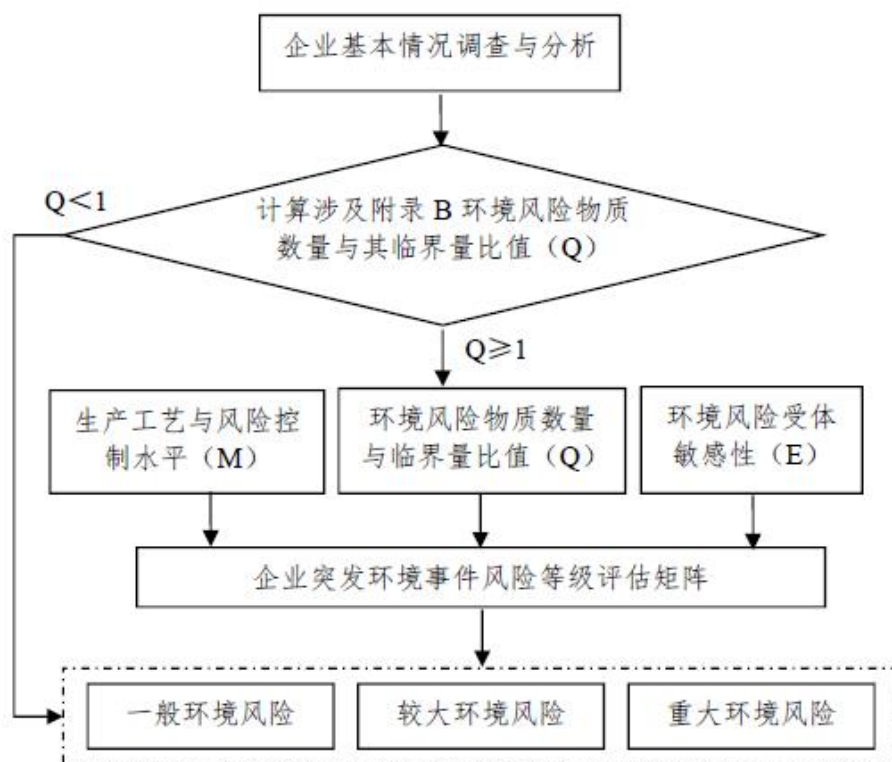 企业基本情况调查与分析
Q＜1
计算涉及附录 B 环境风险物质
数量与其临界量比值（Q）
Q≥1
生产工艺与风险控
制水平（M）
环境风险物质数量
与临界量比值（Q）
环境风险受体
敏感性（E）
企业突发环境事件风险等级评估矩阵
一般环境风险
较大环境风险
重大环境风险